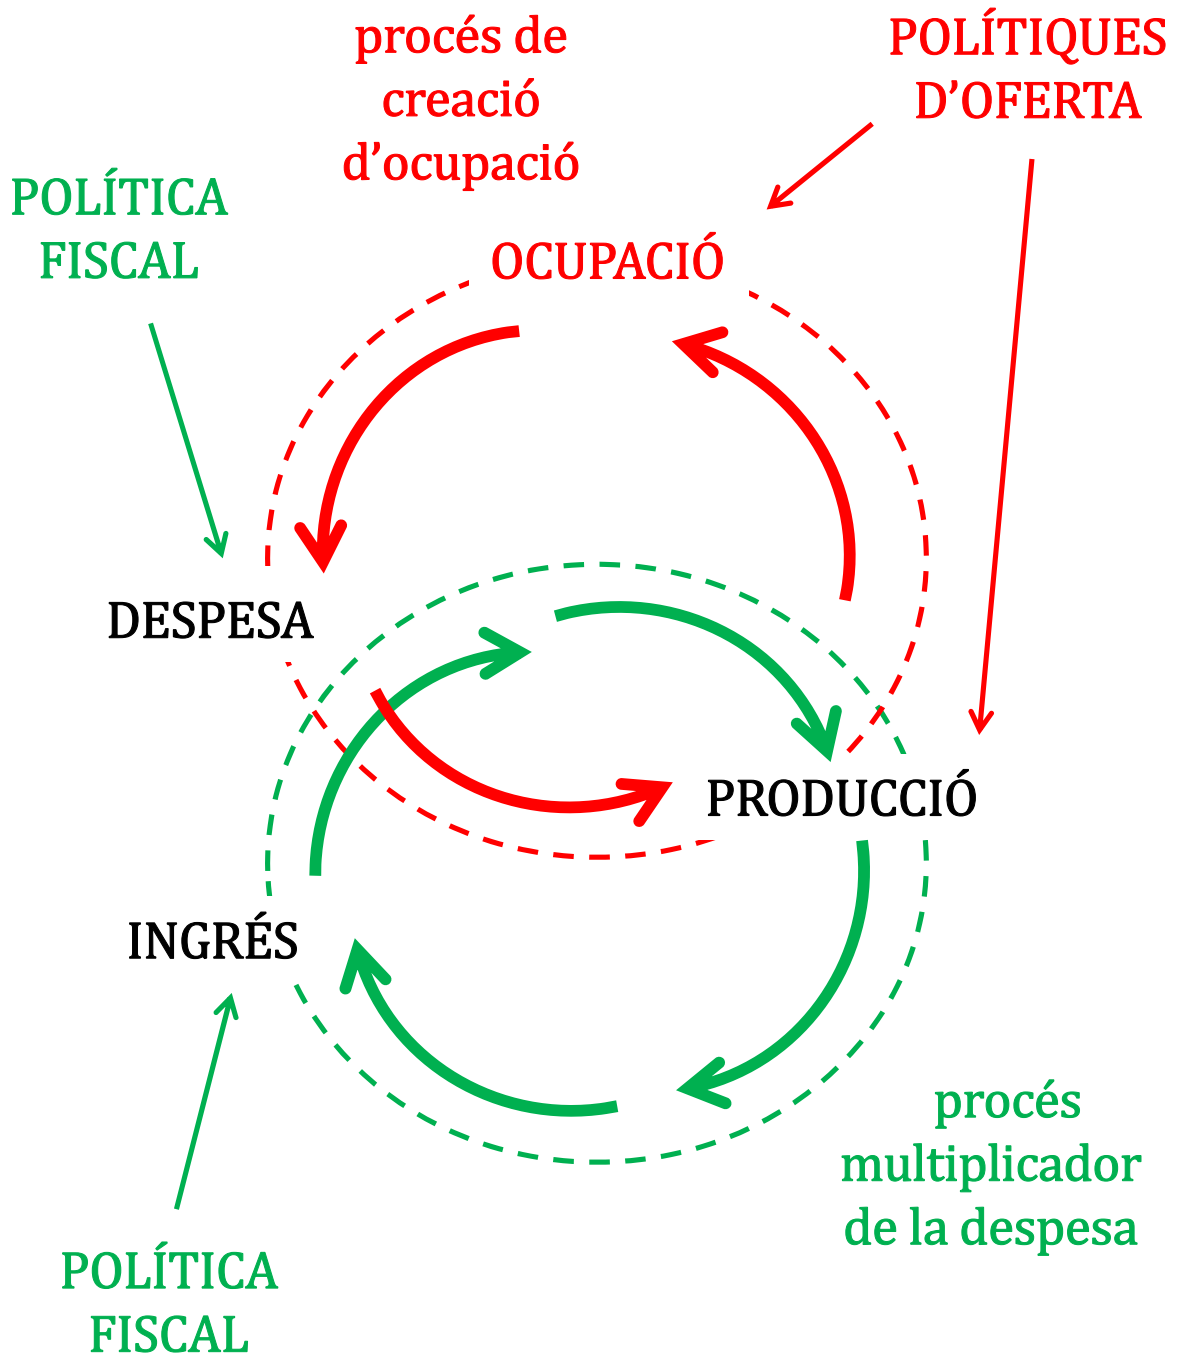 procés de
creació
d’ocupació
POLÍTIQUES
D’OFERTA
POLÍTICA
FISCAL
OCUPACIÓ
DESPESA
PRODUCCIÓ
INGRÉS
procés
multiplicador
de la despesa
POLÍTICA
FISCAL